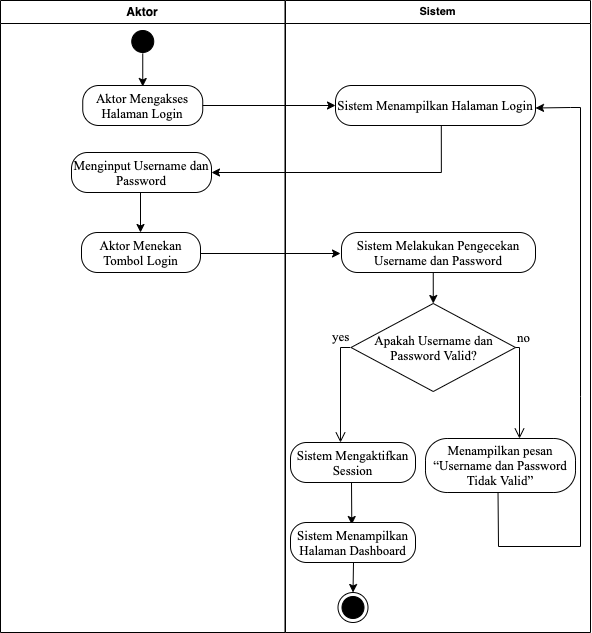 Aktor
Sistem
Aktor Mengakses
Halaman Login
Sistem Menampilkan Halaman Login
Menginput Username dan
Password
Aktor Menekan
Tombol Login
Sistem Melakukan Pengecekan
Username dan Password
Apakah Username dan
Password Valid?
yes
no
Sistem Mengaktifkan
Session
Menampilkan pesan
“Username dan Password
Tidak Valid”
Sistem Menampilkan
Halaman Dashboard